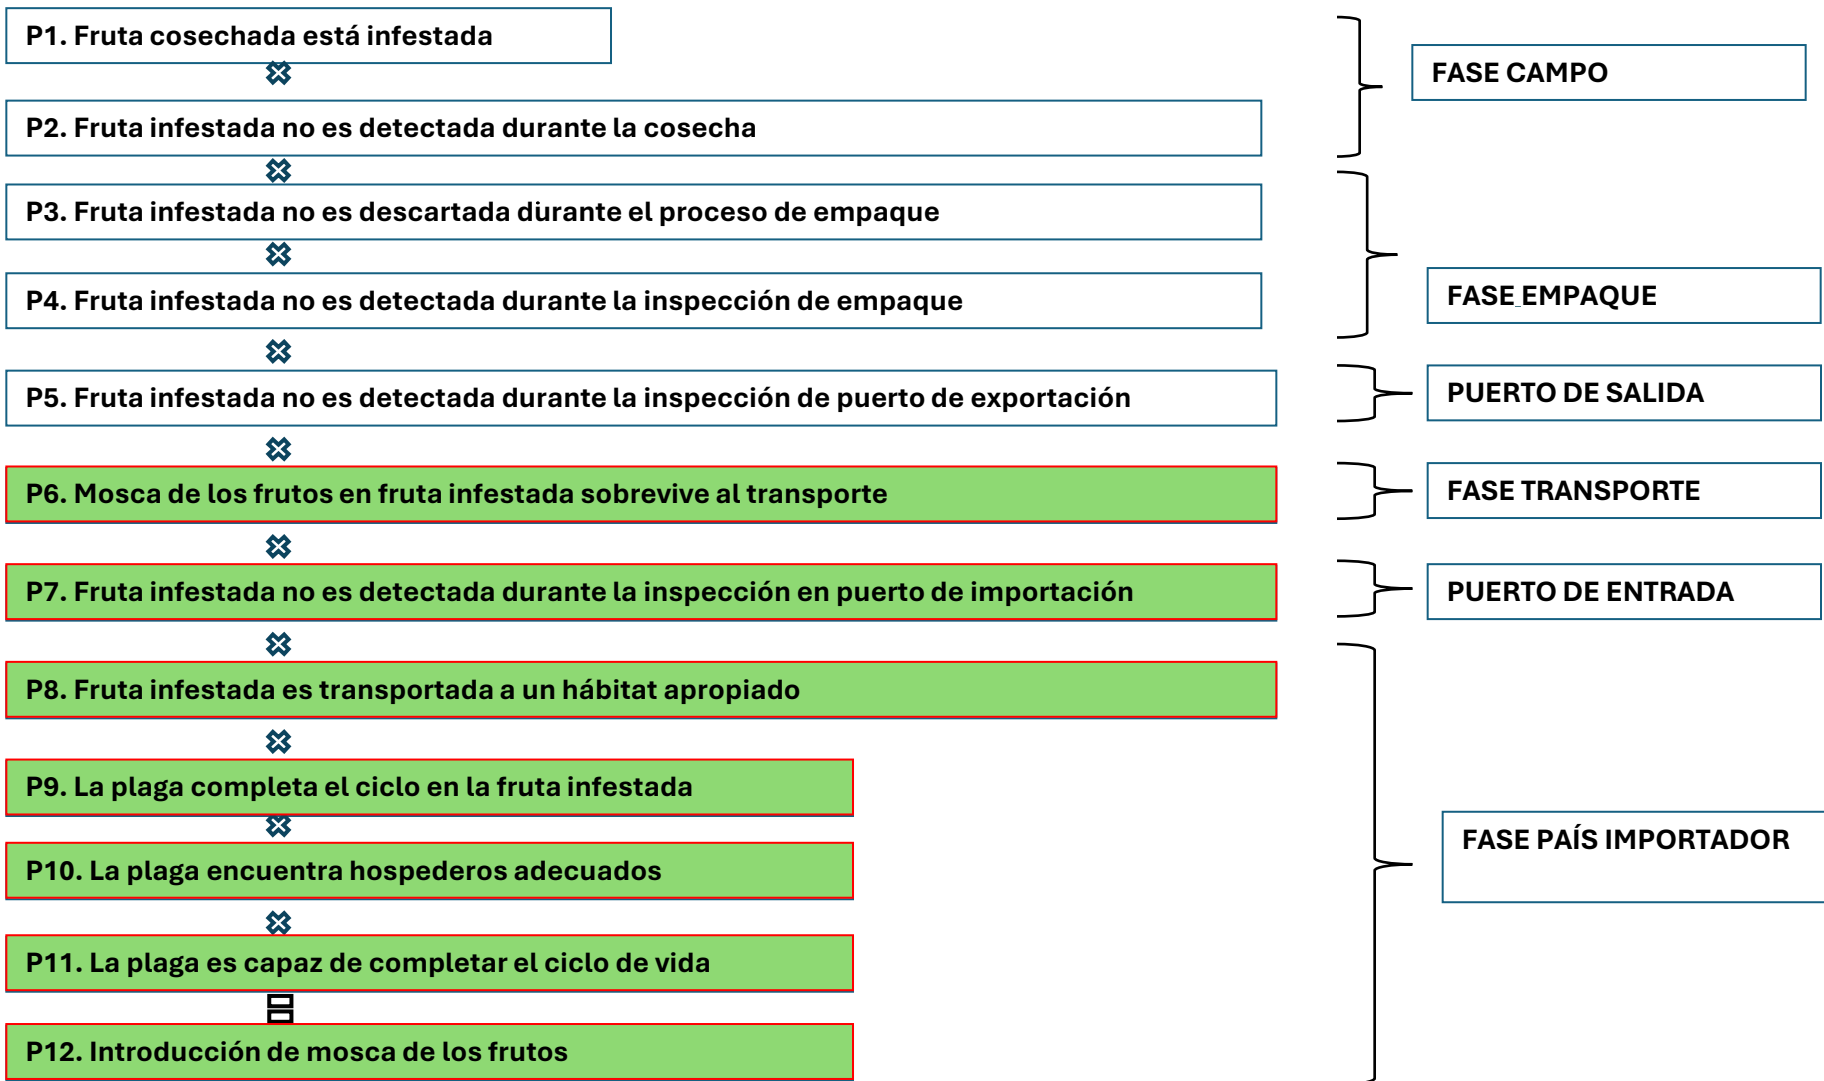 P1. Fruta cosechada está infestada
FASE CAMPO
P2. Fruta infestada no es detectada durante la cosecha
P3. Fruta infestada no es descartada durante el proceso de empaque
P4. Fruta infestada no es detectada durante la inspección de empaque
FASE EMPAQUE
P5. Fruta infestada no es detectada durante la inspección de puerto de exportación
PUERTO DE SALIDA
P6. Mosca de los frutos en fruta infestada sobrevive al transporte
FASE TRANSPORTE
P7. Fruta infestada no es detectada durante la inspección en puerto de importación
PUERTO DE ENTRADA
P8. Fruta infestada es transportada a un hábitat apropiado
P9. La plaga completa el ciclo en la fruta infestada
FASE PAÍS IMPORTADOR
P10. La plaga encuentra hospederos adecuados
P11. La plaga es capaz de completar el ciclo de vida
P12. Introducción de mosca de los frutos